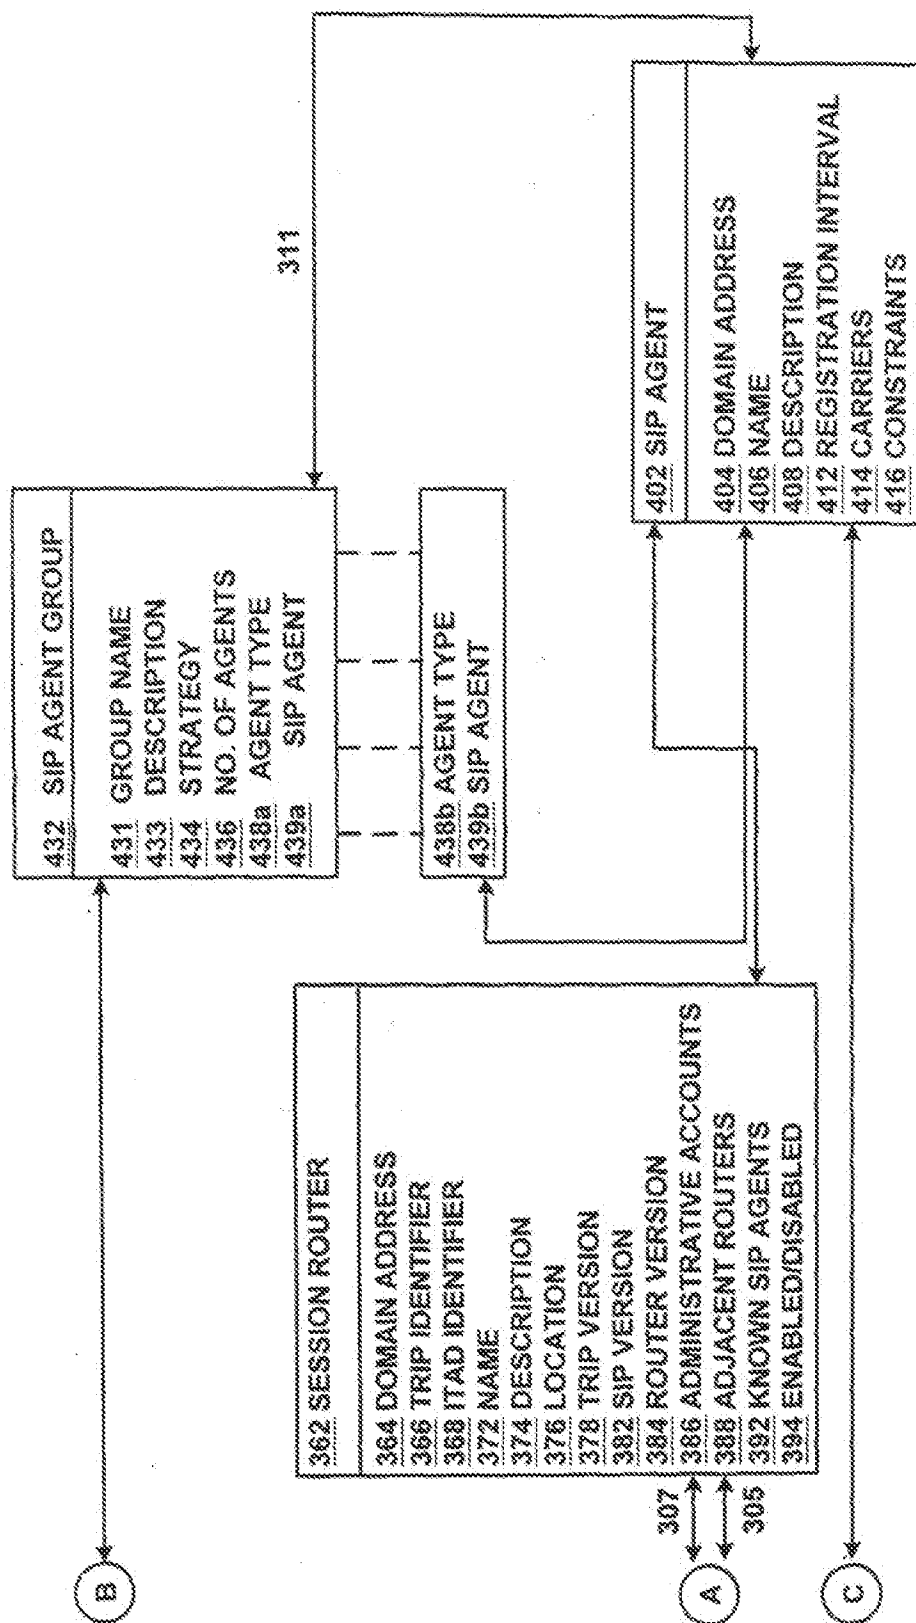 432 SIP AGENT GROUP
431 GROUP NAME
433 DESCRIPTION
434 STRATEGY
436 NO. OF AGENTS
438a AGENT TYPE
439a SIP AGENT
438b AGENT TYPE
439b SIP AGENT
311
402 SIP AGENT
404 DOMAIN ADDRESS
406 NAME
408 DESCRIPTION
412 REGISTRATION INTERVAL
414 CARRIERS
416 CONSTRAINTS
362 SESSION ROUTER
364 DOMAIN ADDRESS
366 TRIP IDENTIFIER
368 ITAD IDENTIFIER
372 NAME
374 DESCRIPTION
376 LOCATION
378 TRIP VERSION
382 SIP VERSION
384 ROUTER VERSION
386 ADMINISTRATIVE ACCOUNTS
388 ADJACENT ROUTERS
392 KNOWN SIP AGENTS
394 ENABLED/DISABLED
307
305
B
A
C